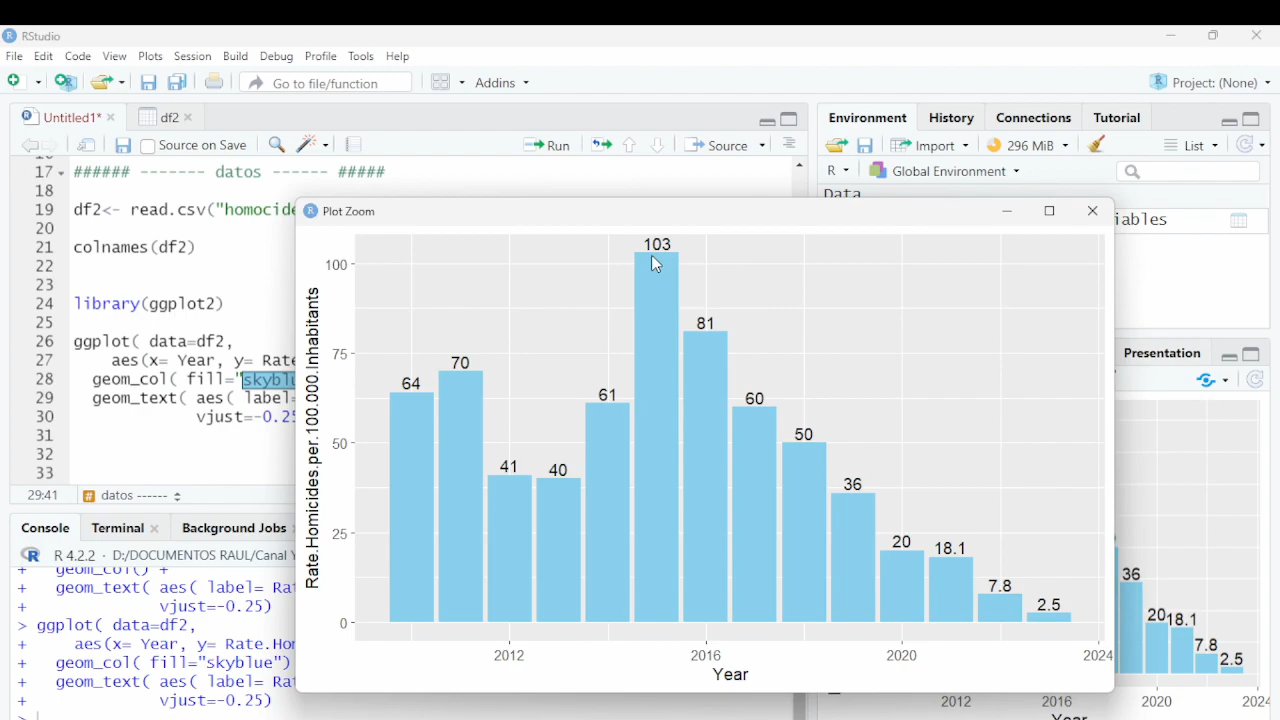 RStudio
File Edit Code View Plots Session Build Debug Profile Tools Help
Go to file/function Addins Project: (None)
Untitled1* df2
Source on Save Run Source
17 ###### ------- datos ------ #####
18
19 df2<- read.csv("homocide
20
21 colnames(df2)
22
23
24 library(ggplot2)
25
26 ggplot( data=df2,
27 aes(x= Year, y= Rate
28 geom_col( fill="skyblu
29 geom_text( aes( label=
30 vjust=-0.25
31
32
33
29:41 # datos ------
Console Terminal Background Jobs
R 4.2.2 · D:/DOCUMENTOS RAUL/Canal Y
+ geom_col() +
+ geom_text( aes( label= Rat
+ vjust=-0.25)
> ggplot( data=df2,
+ aes(x= Year, y= Rate.Hom
+ geom_col( fill="skyblue")
+ geom_text( aes( label= Rat
+ vjust=-0.25)
>
Environment History Connections Tutorial
Import 296 MiB List
R Global Environment
Data
iables
Presentation
36
20
18.1
7.8
2.5
2012 2016 2020 2024
Year
Plot Zoom
Rate.Homicides.per.100.000.Inhabitants
100
75
50
25
0
64
70
41
40
61
103
81
60
50
36
20
18.1
7.8
2.5
2012 2016 2020 2024
Year